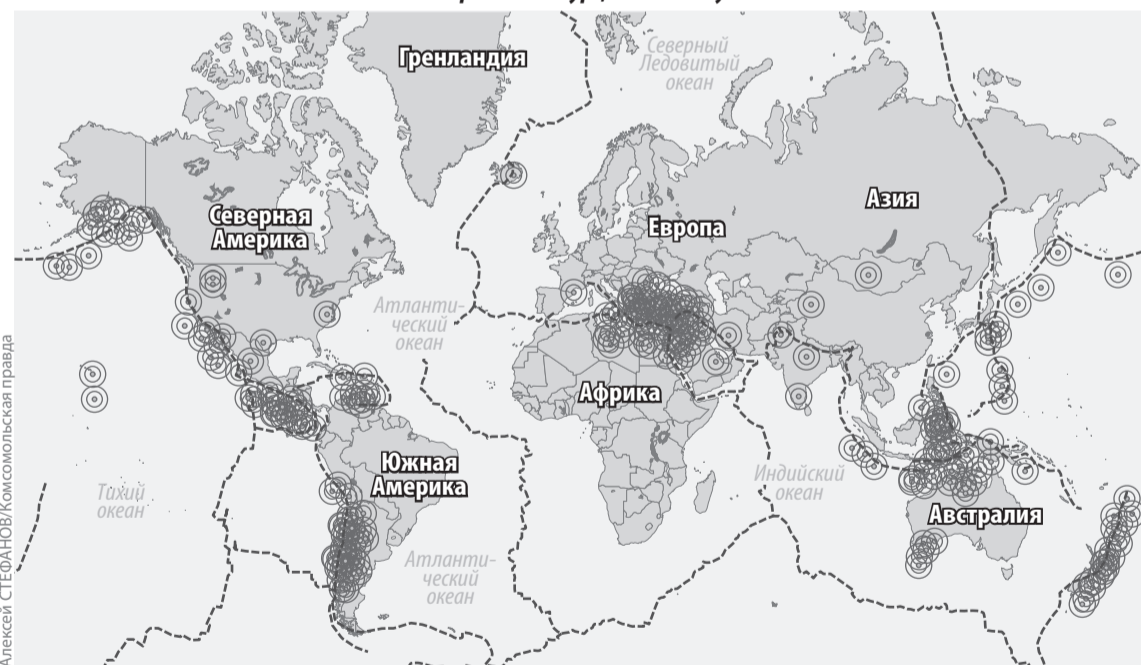 Гренландия
Северный
Ледовитый
океан
Азия
Северная
Америка
Европа
Атланти-
ческий
океан
Африка
Южная
Америка
Индийский
океан
Тихий
океан
Австралия
Атланти-
ческий
океан
Алексей СТЕФАНОВ/Комсомольская правда